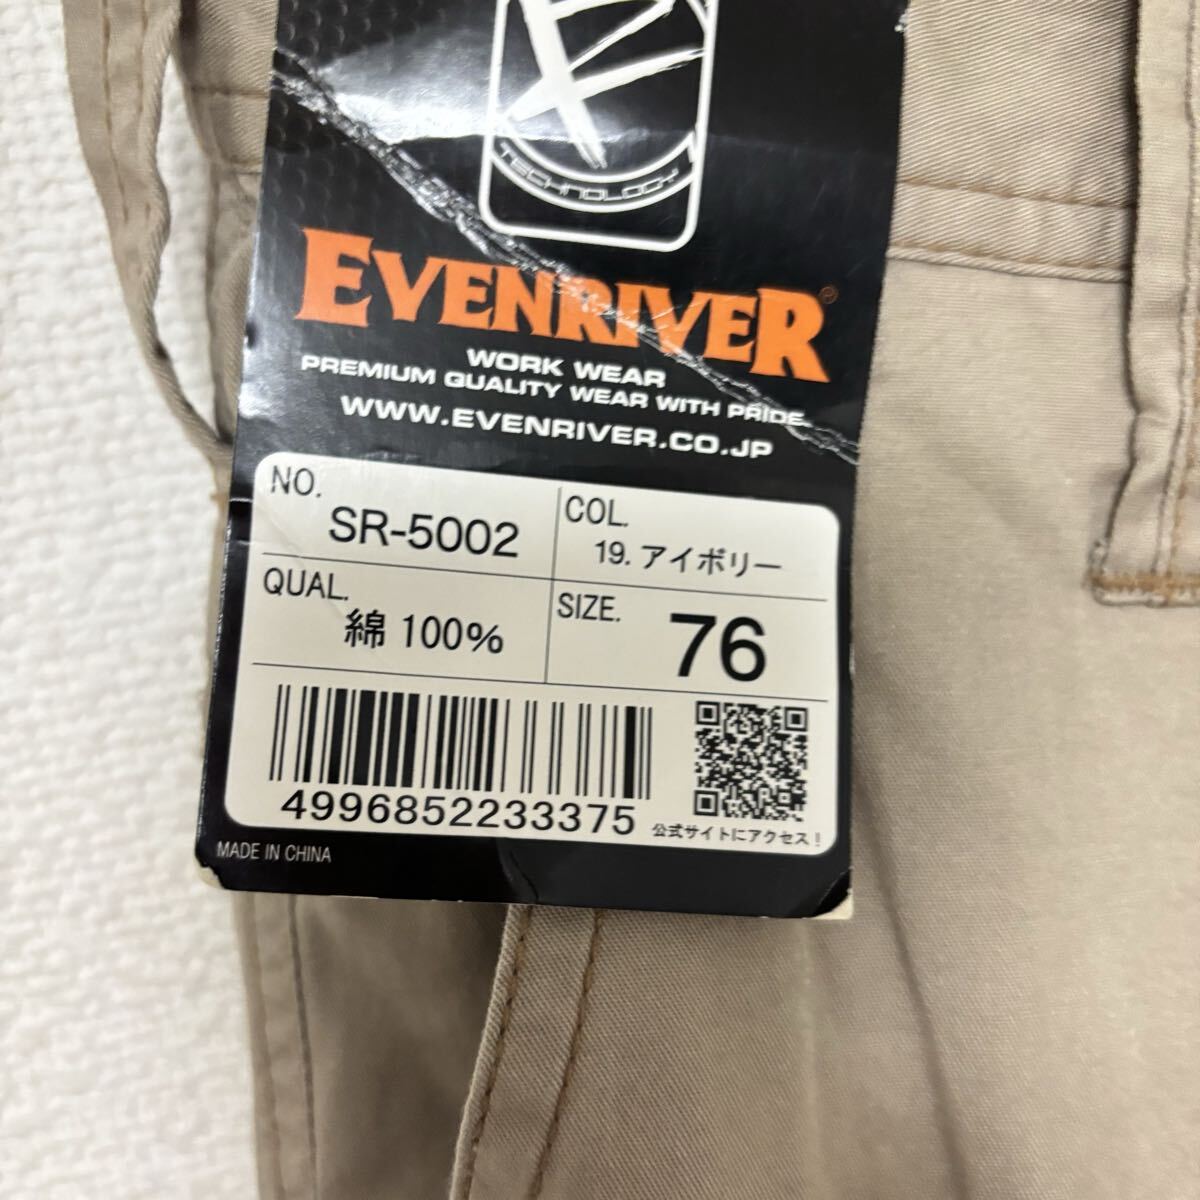 TECHNOLOGY
EVENRIVER®
WORK WEAR
PREMIUM QUALITY WEAR WITH PRIDE.
WWW.EVENRIVER.CO.JP
NO.
SR-5002
COL.
19. アイボリー
QUAL.
綿 100%
SIZE.
76
4996852233375
公式サイトにアクセス!
MADE IN CHINA